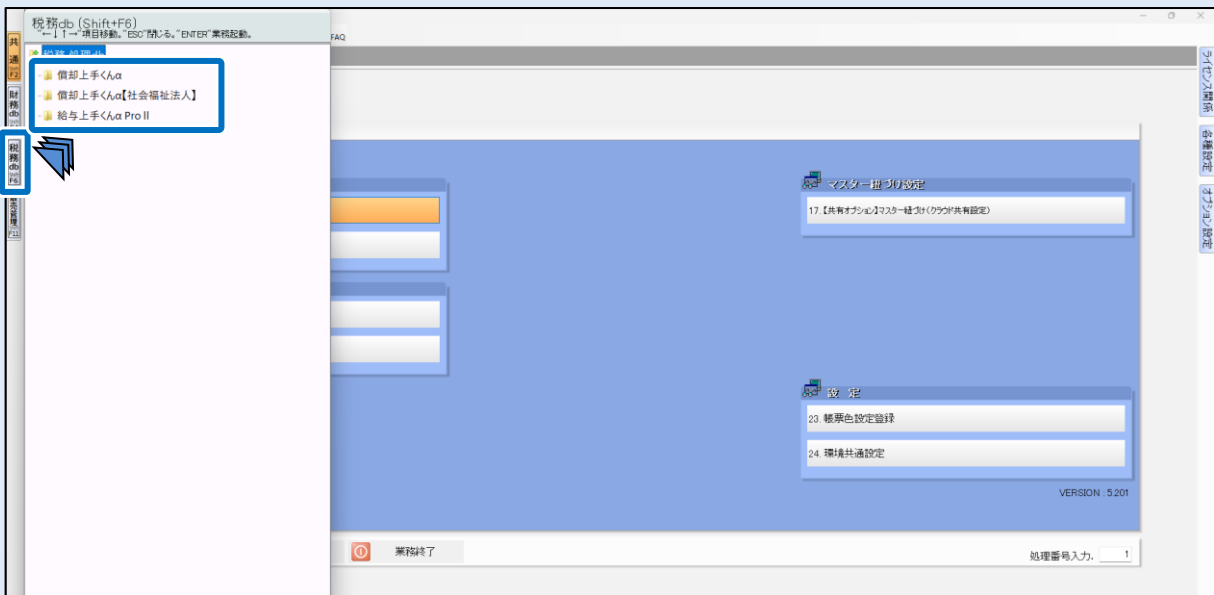 税務db (Shift+F6)
"←↓↑→"項目移動。"ESC"閉じる。"ENTER"業務起動。
FAQ
共通
F2
財務db
税務db
F6
F11
償却上手くんα
償却上手くんα【社会福祉法人】
給与上手くんα Pro II
ライセンス関係
各種設定
オプション設定
マスター紐づけ設定
17.【共有オプション】マスター紐づけ(クラウド共有設定)
設 定
23. 帳票色設定登録
24. 環境共通設定
VERSION : 5.201
業務終了
処理番号入力. 1